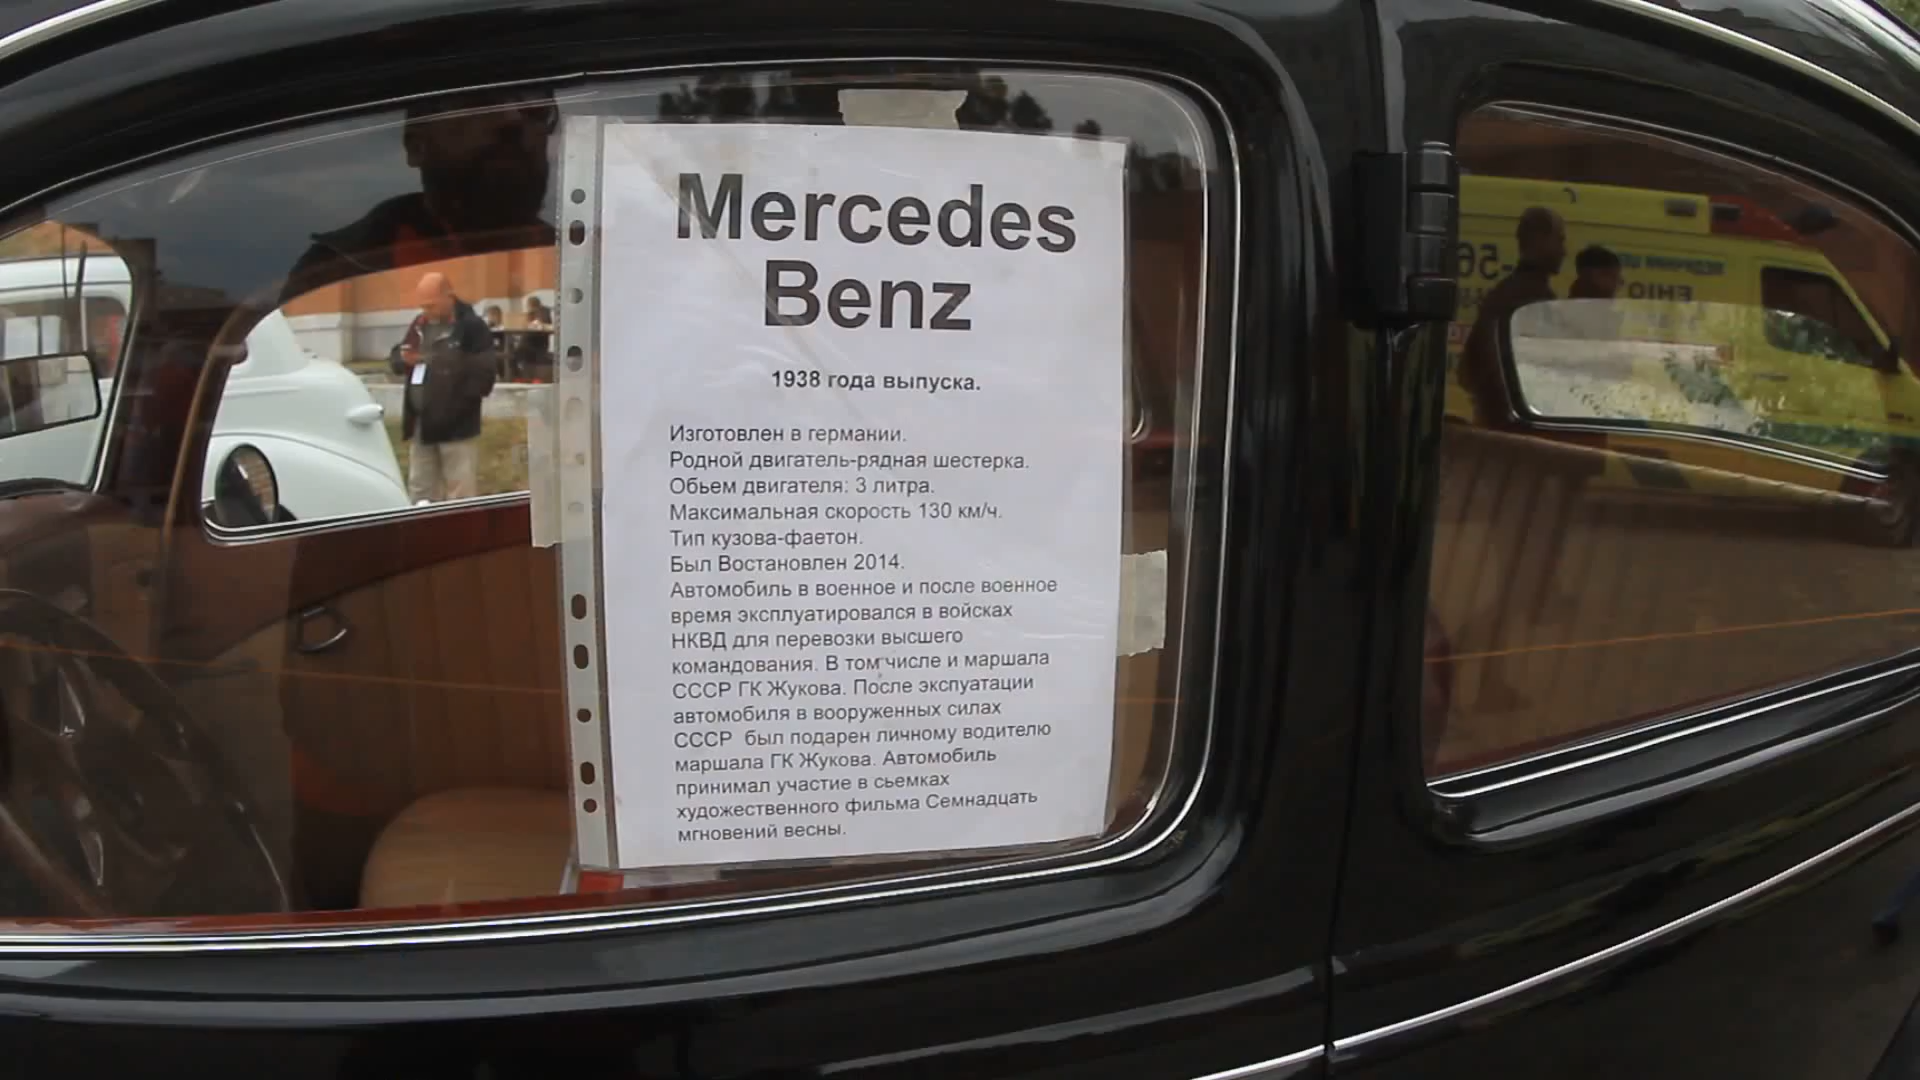 Mercedes
Benz
1938 года выпуска.
Изготовлен в германии.
Родной двигатель-рядная шестерка.
Обьем двигателя: 3 литра.
Максимальная скорость 130 км/ч.
Тип кузова-фаетон.
Был Востановлен 2014.
Автомобиль в военное и после военное
время эксплуатировался в войсках
НКВД для перевозки высшего
командования. В том числе и маршала
СССР ГК Жукова. После экспуатации
автомобиля в вооруженных силах
СССР был подарен личному водителю
маршала ГК Жукова. Автомобиль
принимал участие в сьемках
художественного фильма Семнадцать
мгновений весны.